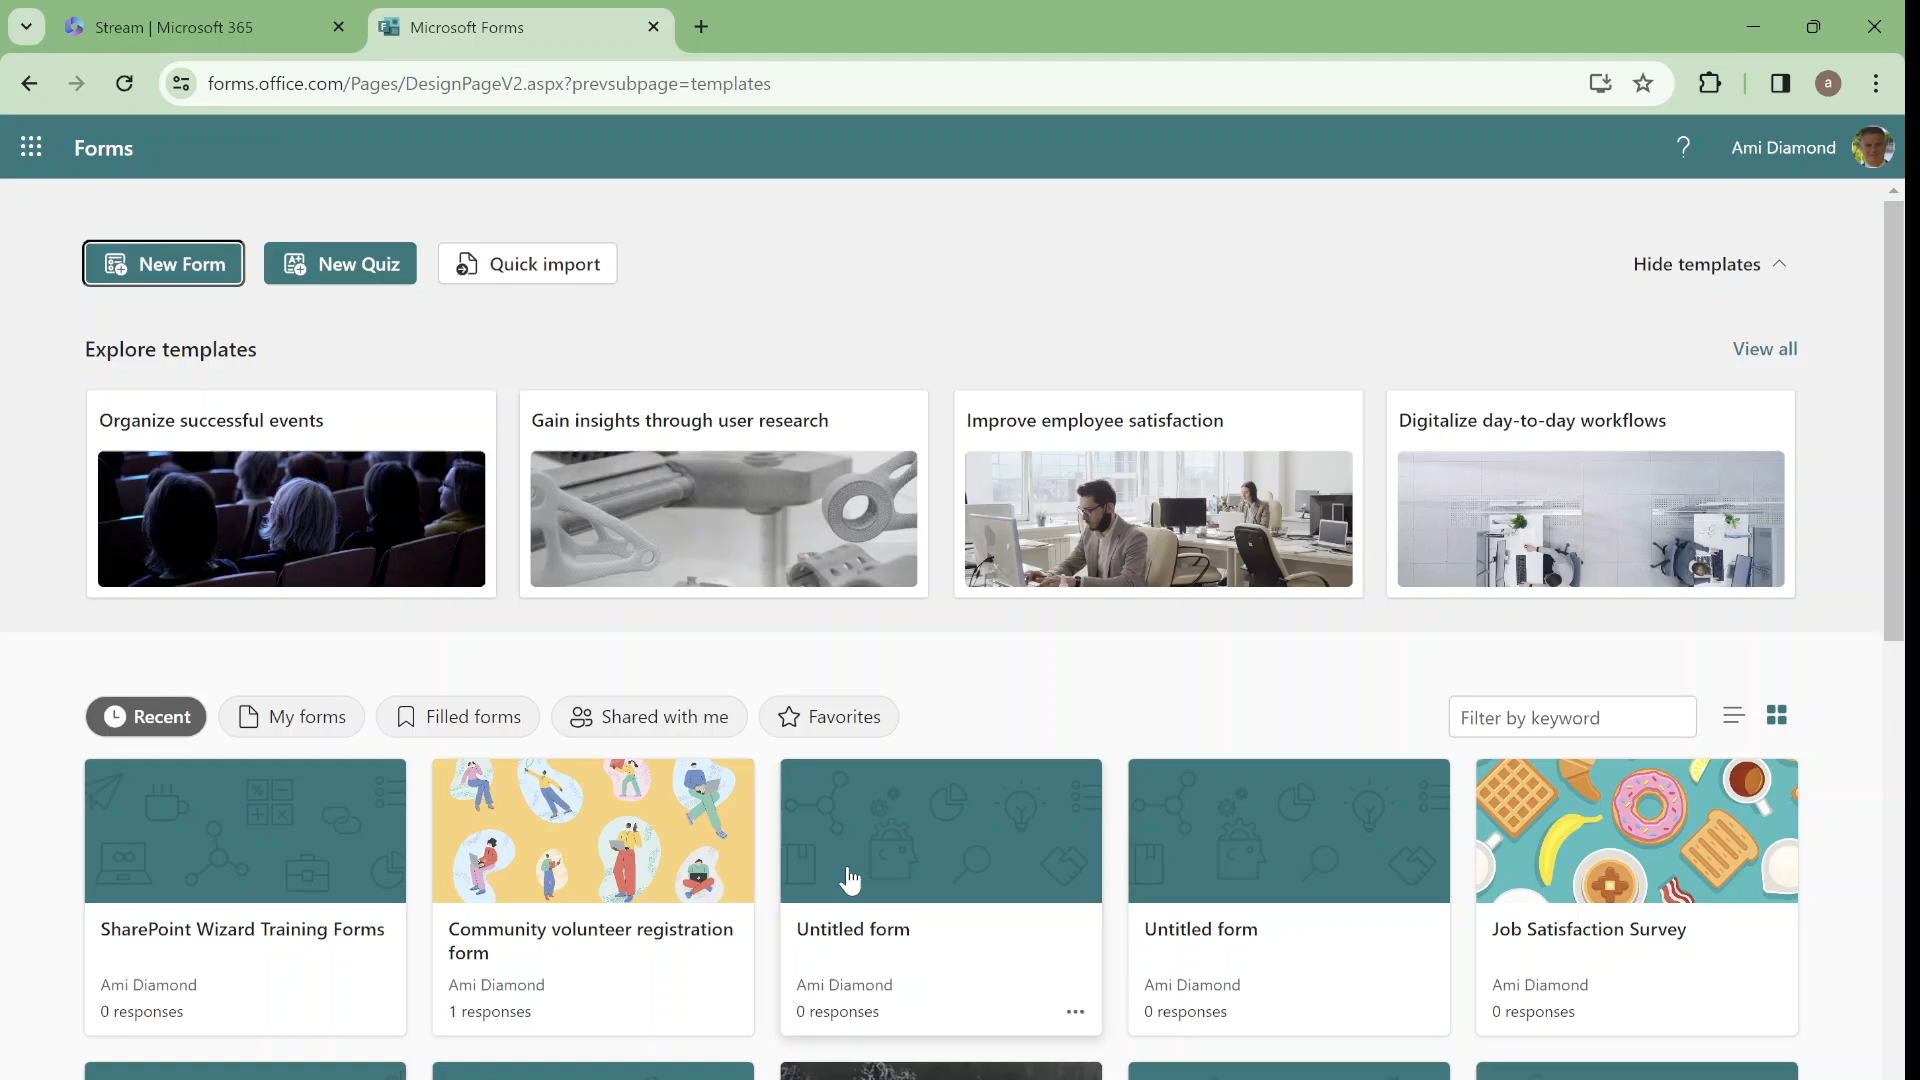 Stream | Microsoft 365
Microsoft Forms
forms.office.com/Pages/DesignPageV2.aspx?prevsubpage=templates
a
Forms
?
Ami Diamond
New Form
New Quiz
Quick import
Hide templates
Explore templates
View all
Organize successful events
Gain insights through user research
Improve employee satisfaction
Digitalize day-to-day workflows
Recent
My forms
Filled forms
Shared with me
Favorites
Filter by keyword
SharePoint Wizard Training Forms
Ami Diamond
0 responses
Community volunteer registration
form
Ami Diamond
1 responses
Untitled form
Ami Diamond
0 responses
Untitled form
Ami Diamond
0 responses
Job Satisfaction Survey
Ami Diamond
0 responses